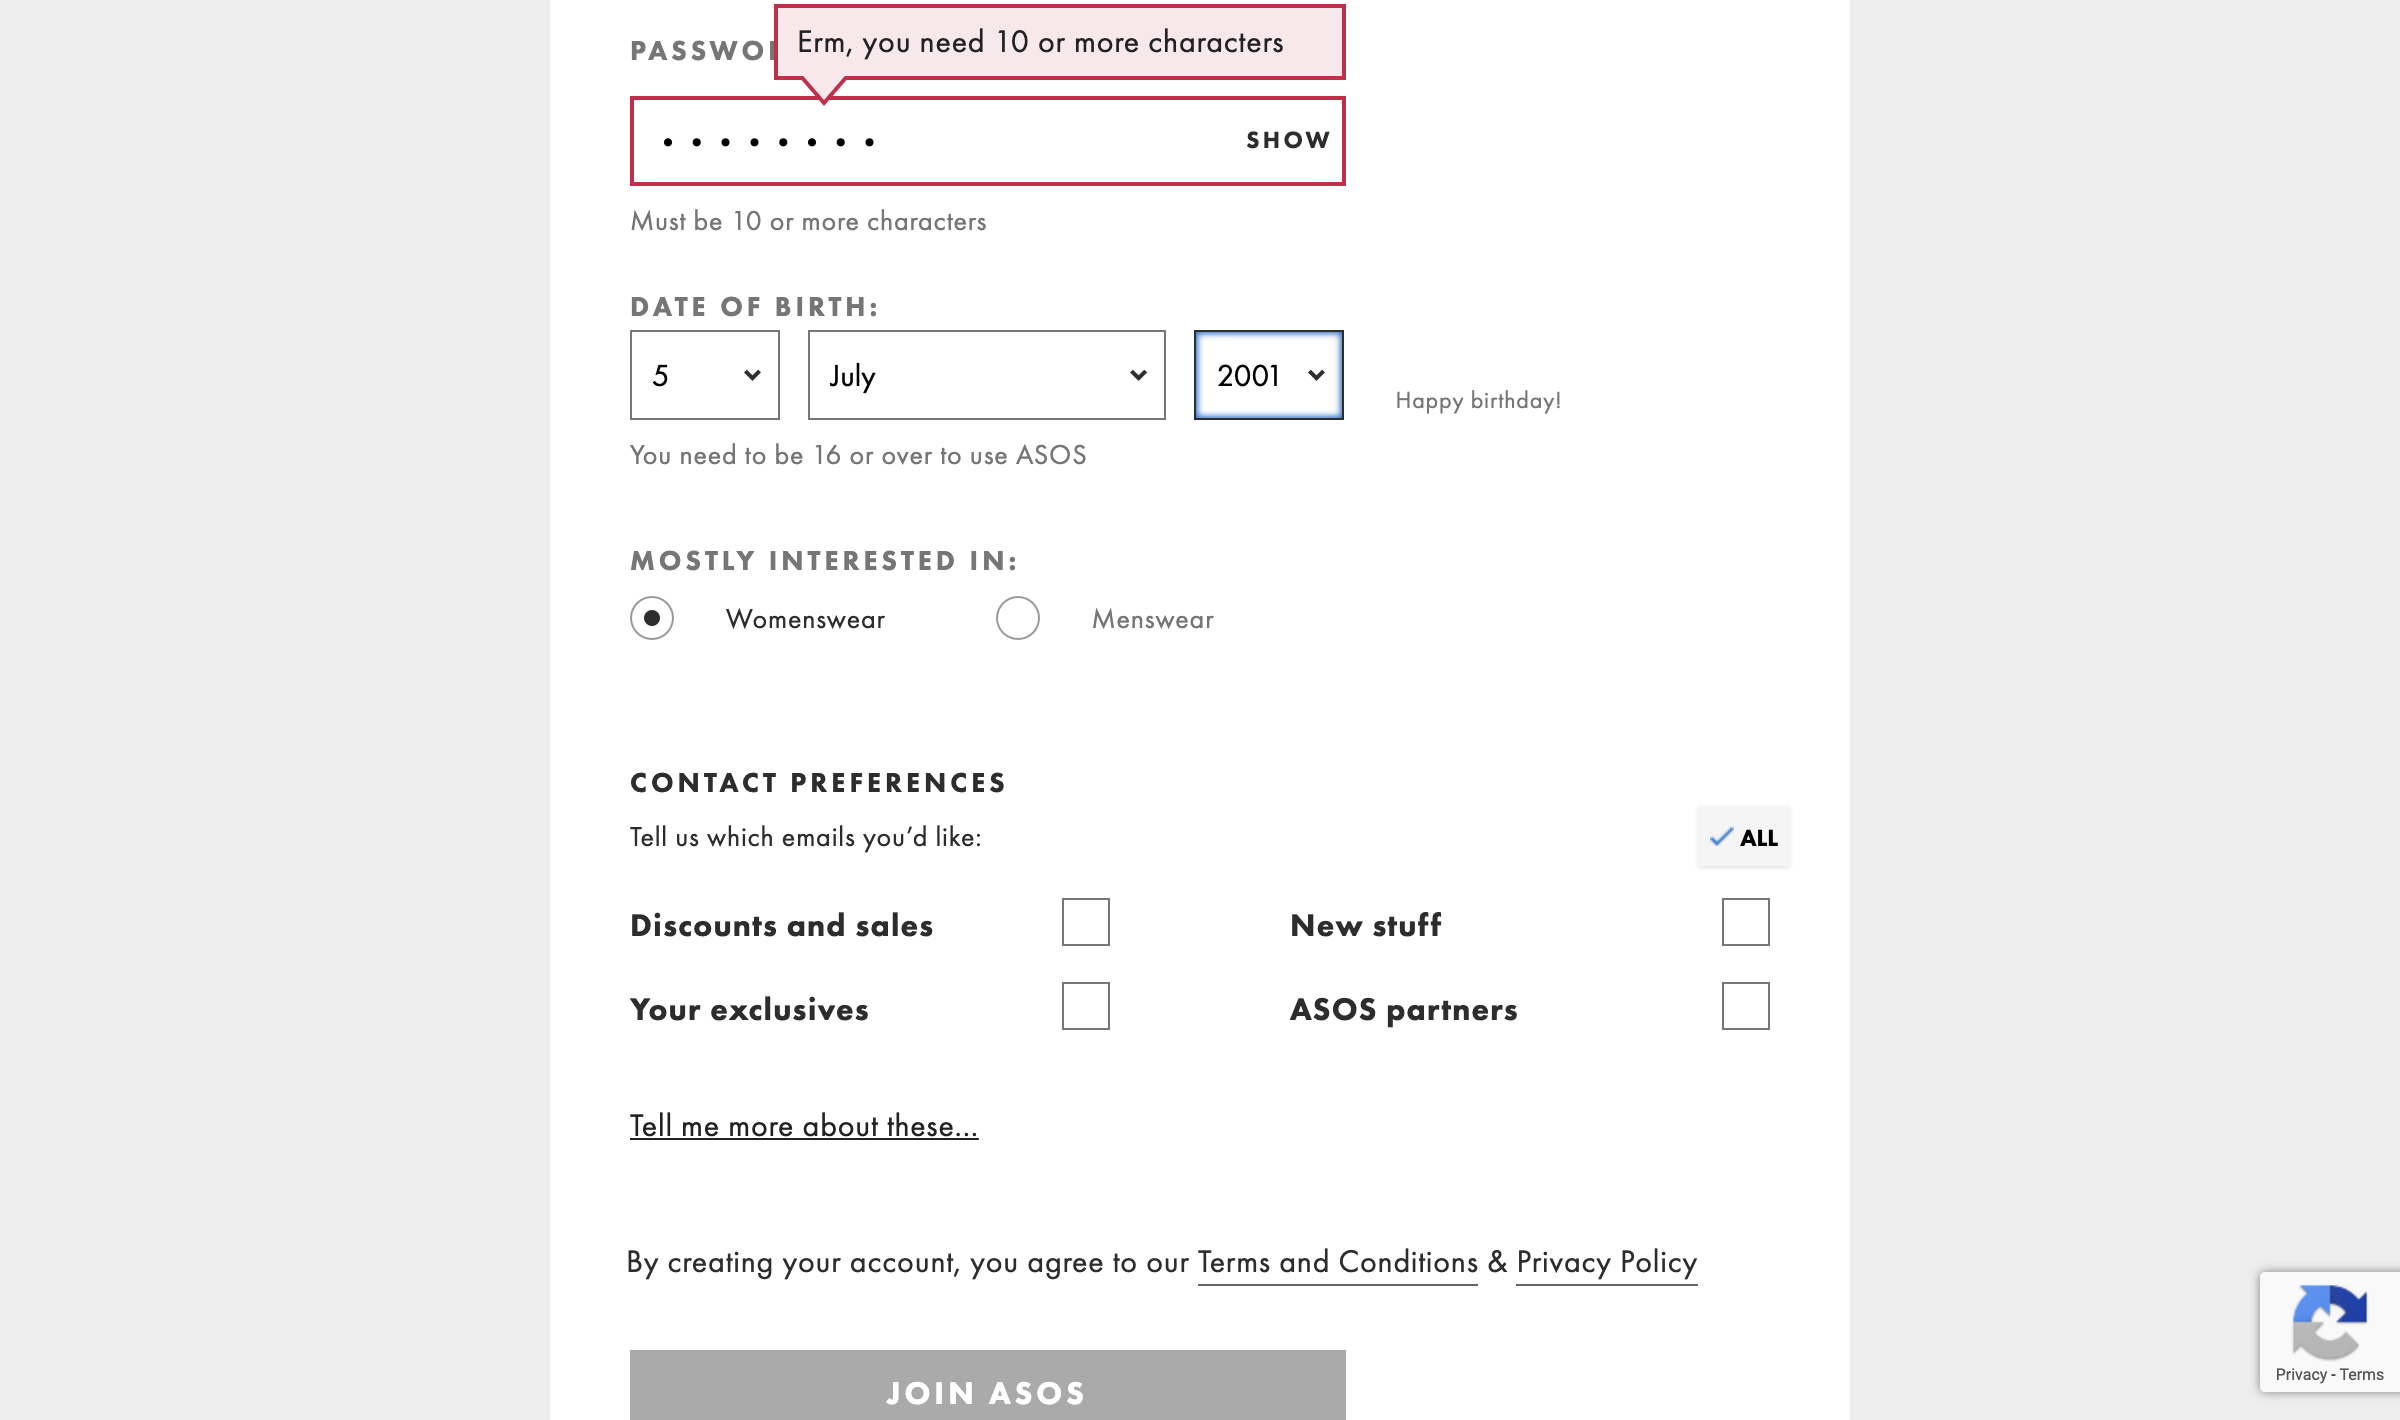 Erm, you need 10 or more characters
SHOW
Must be 10 or more characters
DATE OF BIRTH:
5
July
2001
Happy birthday!
You need to be 16 or over to use ASOS
MOSTLY INTERESTED IN:
Womenswear
Menswear
CONTACT PREFERENCES
Tell us which emails you’d like:
ALL
Discounts and sales
New stuff
Your exclusives
ASOS partners
Tell me more about these...
By creating your account, you agree to our Terms and Conditions & Privacy Policy
JOIN ASOS
Privacy - Terms